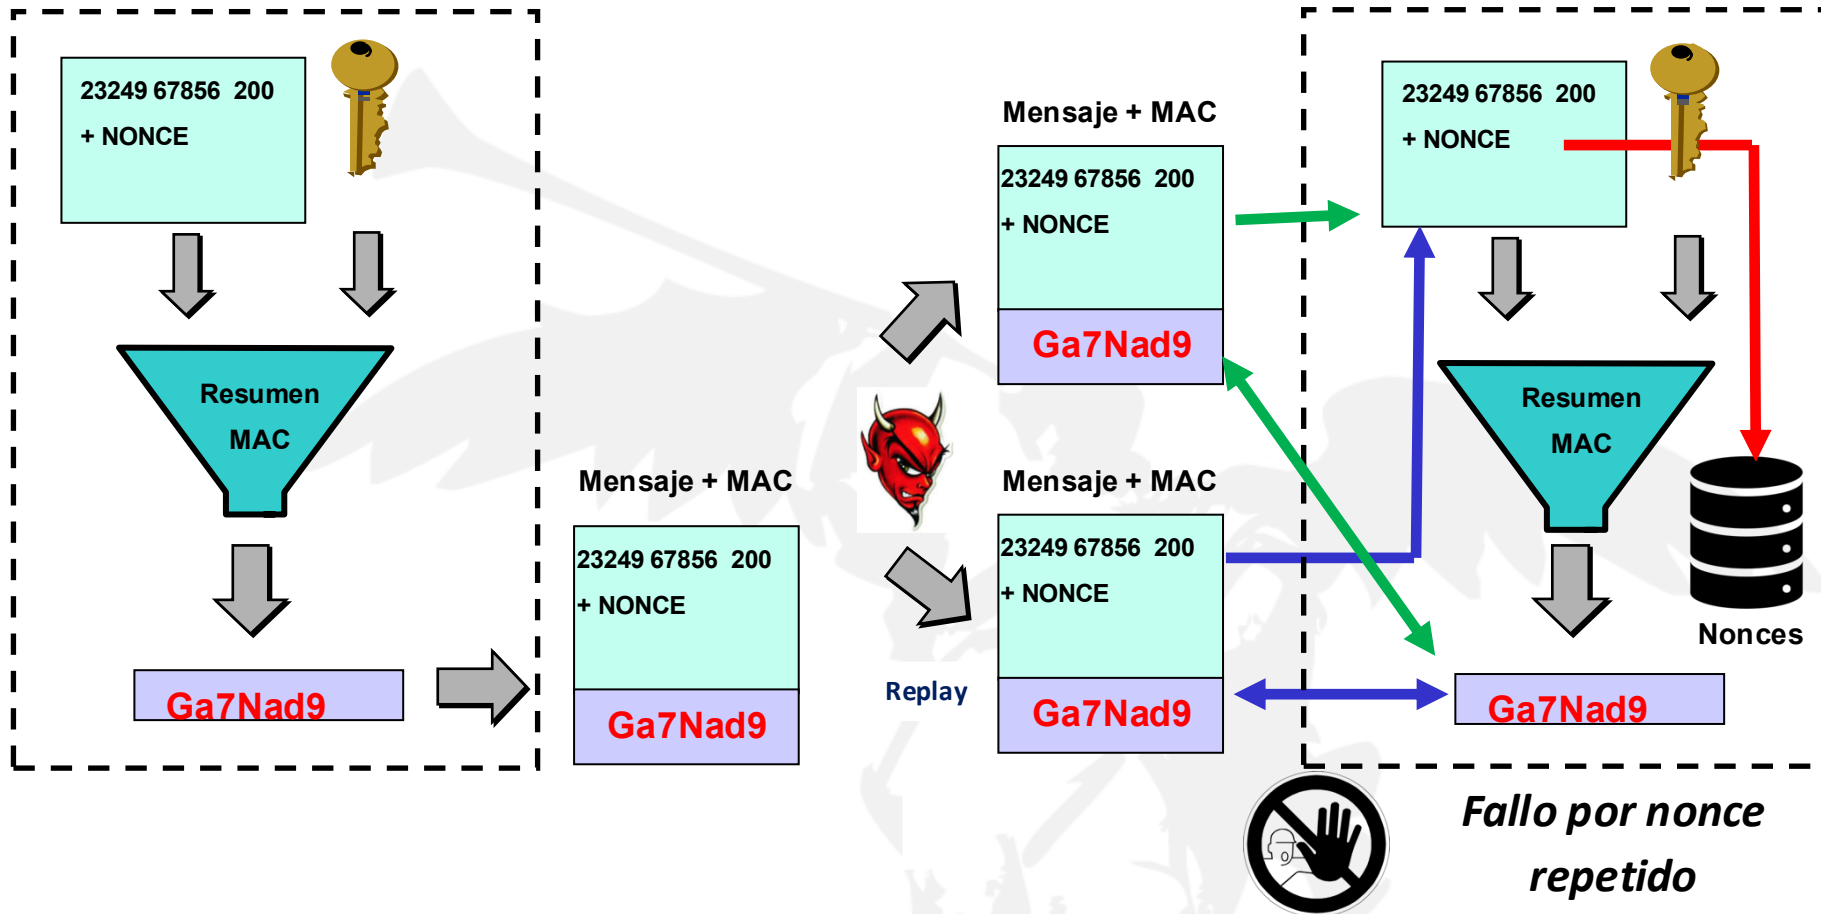 23249 67856 200
+ NONCE
Resumen
MAC
Ga7Nad9
Mensaje + MAC
23249 67856 200
+ NONCE
Ga7Nad9
Mensaje + MAC
23249 67856 200
+ NONCE
Ga7Nad9
Replay
Mensaje + MAC
23249 67856 200
+ NONCE
Ga7Nad9
23249 67856 200
+ NONCE
Resumen
MAC
Nonces
Ga7Nad9
Fallo por nonce
repetido